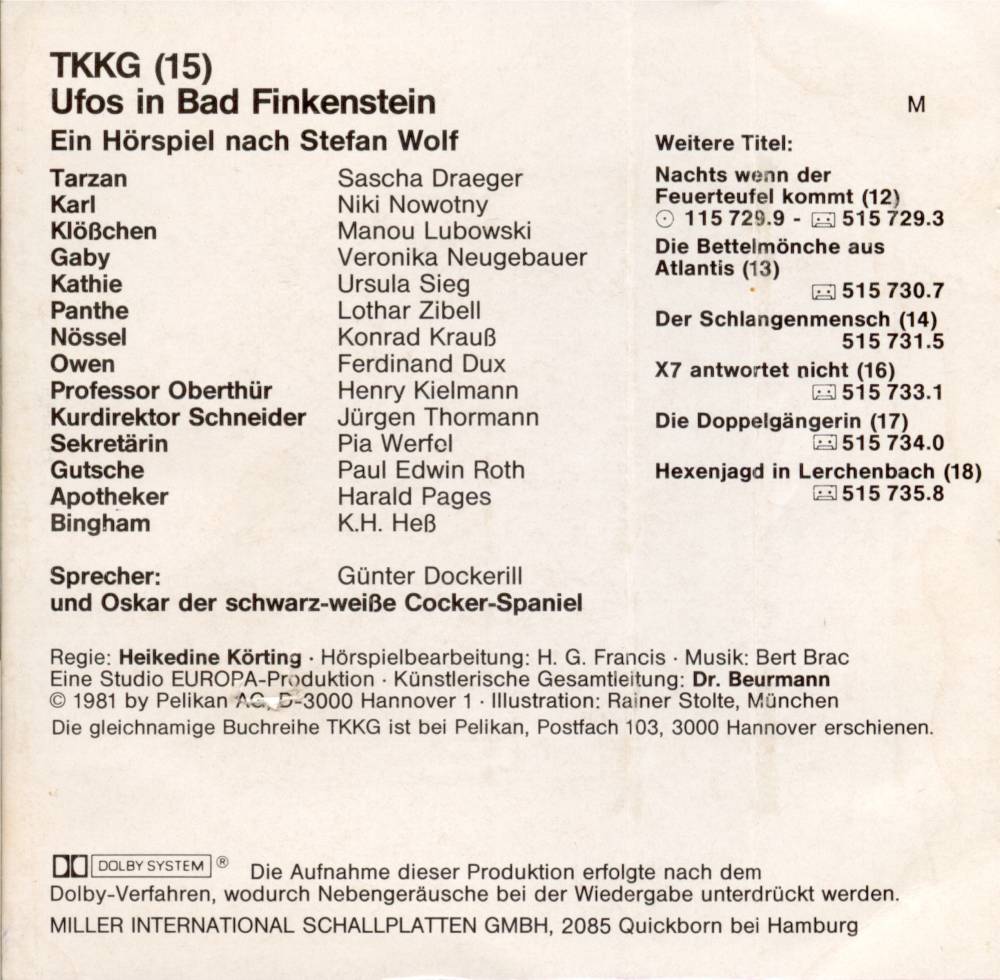 TKKG (15)
Ufos in Bad Finkenstein
Ein Hörspiel nach Stefan Wolf
Tarzan Sascha Draeger
Karl Niki Nowotny
Klößchen Manou Lubowski
Gaby Veronika Neugebauer
Kathie Ursula Sieg
Panthe Lothar Zibell
Nössel Konrad Krauß
Owen Ferdinand Dux
Professor Oberthür Henry Kielmann
Kurdirektor Schneider Jürgen Thormann
Sekretärin Pia Werfel
Gutsche Paul Edwin Roth
Apotheker Harald Pages
Bingham K.H. Heß
Sprecher: Günter Dockerill
und Oskar der schwarz-weiße Cocker-Spaniel
M
Weitere Titel:
Nachts wenn der
Feuerteufel kommt (12)
115 729.9 - 515 729.3
Die Bettelmönche aus
Atlantis (13)
515 730.7
Der Schlangenmensch (14)
515 731.5
X7 antwortet nicht (16)
515 733.1
Die Doppelgängerin (17)
515 734.0
Hexenjagd in Lerchenbach (18)
515 735.8
Regie: Heikedine Körting · Hörspielbearbeitung: H. G. Francis · Musik: Bert Brac
Eine Studio EUROPA-Produktion · Künstlerische Gesamtleitung: Dr. Beurmann
© 1981 by Pelikan AG, D-3000 Hannover 1 · Illustration: Rainer Stolte, München
Die gleichnamige Buchreihe TKKG ist bei Pelikan, Postfach 103, 3000 Hannover erschienen.
DOLBY SYSTEM ® Die Aufnahme dieser Produktion erfolgte nach dem
Dolby-Verfahren, wodurch Nebengeräusche bei der Wiedergabe unterdrückt werden.
MILLER INTERNATIONAL SCHALLPLATTEN GMBH, 2085 Quickborn bei Hamburg